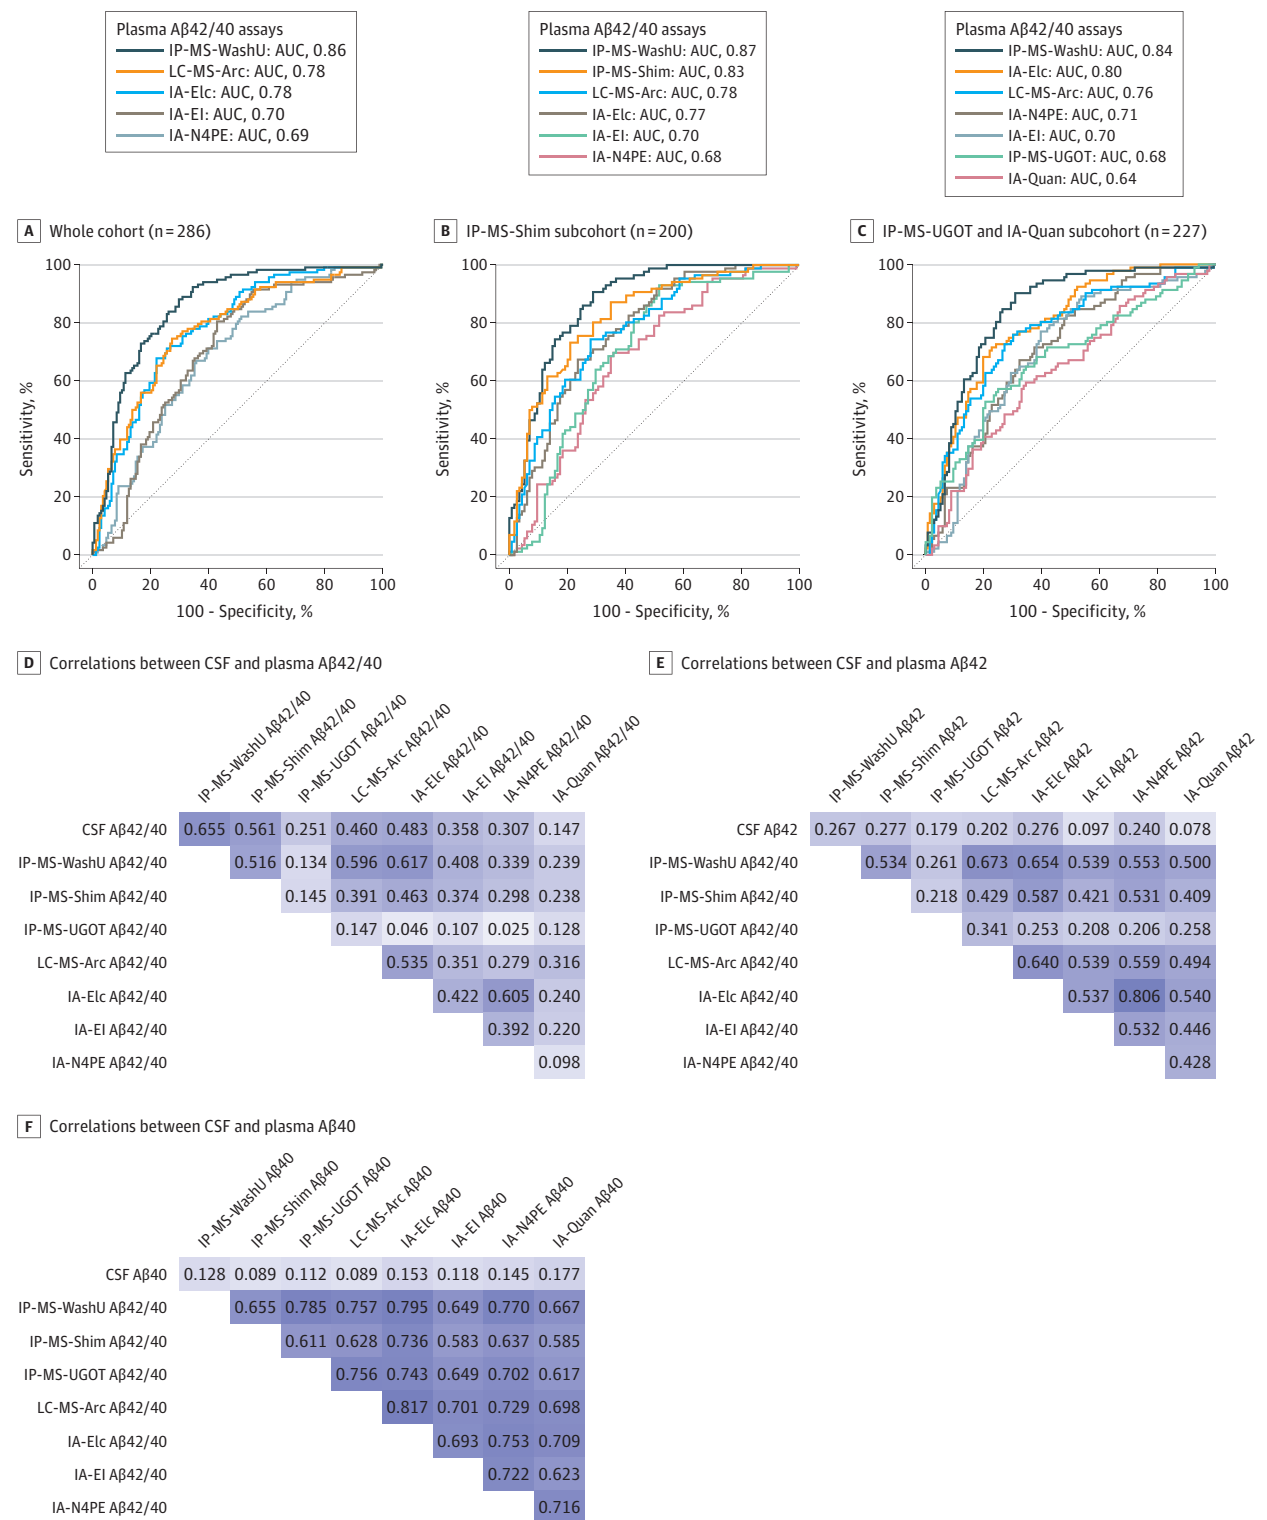 Plasma Aβ42/40 assays
IP-MS-WashU: AUC, 0.86
LC-MS-Arc: AUC, 0.78
IA-Elc: AUC, 0.78
IA-EI: AUC, 0.70
IA-N4PE: AUC, 0.69
Plasma Aβ42/40 assays
IP-MS-WashU: AUC, 0.87
IP-MS-Shim: AUC, 0.83
LC-MS-Arc: AUC, 0.78
IA-Elc: AUC, 0.77
IA-EI: AUC, 0.70
IA-N4PE: AUC, 0.68
Plasma Aβ42/40 assays
IP-MS-WashU: AUC, 0.84
IA-Elc: AUC, 0.80
LC-MS-Arc: AUC, 0.76
IA-N4PE: AUC, 0.71
IA-EI: AUC, 0.70
IP-MS-UGOT: AUC, 0.68
IA-Quan: AUC, 0.64
A Whole cohort (n = 286)
100
80
60
40
20
0
Sensitivity, %
0 20 40 60 80 100
100 - Specificity, %
B IP-MS-Shim subcohort (n = 200)
100
80
60
40
20
0
Sensitivity, %
0 20 40 60 80 100
100 - Specificity, %
C IP-MS-UGOT and IA-Quan subcohort (n = 227)
100
80
60
40
20
0
Sensitivity, %
0 20 40 60 80 100
100 - Specificity, %
D Correlations between CSF and plasma Aβ42/40
IP-MS-WashU Aβ42/40
IP-MS-Shim Aβ42/40
IP-MS-UGOT Aβ42/40
LC-MS-Arc Aβ42/40
IA-Elc Aβ42/40
IA-EI Aβ42/40
IA-N4PE Aβ42/40
IA-Quan Aβ42/40
CSF Aβ42/40 0.655 0.561 0.251 0.460 0.483 0.358 0.307 0.147
IP-MS-WashU Aβ42/40 0.516 0.134 0.596 0.617 0.408 0.339 0.239
IP-MS-Shim Aβ42/40 0.145 0.391 0.463 0.374 0.298 0.238
IP-MS-UGOT Aβ42/40 0.147 0.046 0.107 0.025 0.128
LC-MS-Arc Aβ42/40 0.535 0.351 0.279 0.316
IA-Elc Aβ42/40 0.422 0.605 0.240
IA-EI Aβ42/40 0.392 0.220
IA-N4PE Aβ42/40 0.098
E Correlations between CSF and plasma Aβ42
IP-MS-WashU Aβ42
IP-MS-Shim Aβ42
IP-MS-UGOT Aβ42
LC-MS-Arc Aβ42
IA-Elc Aβ42
IA-EI Aβ42
IA-N4PE Aβ42
IA-Quan Aβ42
CSF Aβ42 0.267 0.277 0.179 0.202 0.276 0.097 0.240 0.078
IP-MS-WashU Aβ42/40 0.534 0.261 0.673 0.654 0.539 0.553 0.500
IP-MS-Shim Aβ42/40 0.218 0.429 0.587 0.421 0.531 0.409
IP-MS-UGOT Aβ42/40 0.341 0.253 0.208 0.206 0.258
LC-MS-Arc Aβ42/40 0.640 0.539 0.559 0.494
IA-Elc Aβ42/40 0.537 0.806 0.540
IA-EI Aβ42/40 0.532 0.446
IA-N4PE Aβ42/40 0.428
F Correlations between CSF and plasma Aβ40
IP-MS-WashU Aβ40
IP-MS-Shim Aβ40
IP-MS-UGOT Aβ40
LC-MS-Arc Aβ40
IA-Elc Aβ40
IA-EI Aβ40
IA-N4PE Aβ40
IA-Quan Aβ40
CSF Aβ40 0.128 0.089 0.112 0.089 0.153 0.118 0.145 0.177
IP-MS-WashU Aβ42/40 0.655 0.785 0.757 0.795 0.649 0.770 0.667
IP-MS-Shim Aβ42/40 0.611 0.628 0.736 0.583 0.637 0.585
IP-MS-UGOT Aβ42/40 0.756 0.743 0.649 0.702 0.617
LC-MS-Arc Aβ42/40 0.817 0.701 0.729 0.698
IA-Elc Aβ42/40 0.693 0.753 0.709
IA-EI Aβ42/40 0.722 0.623
IA-N4PE Aβ42/40 0.716